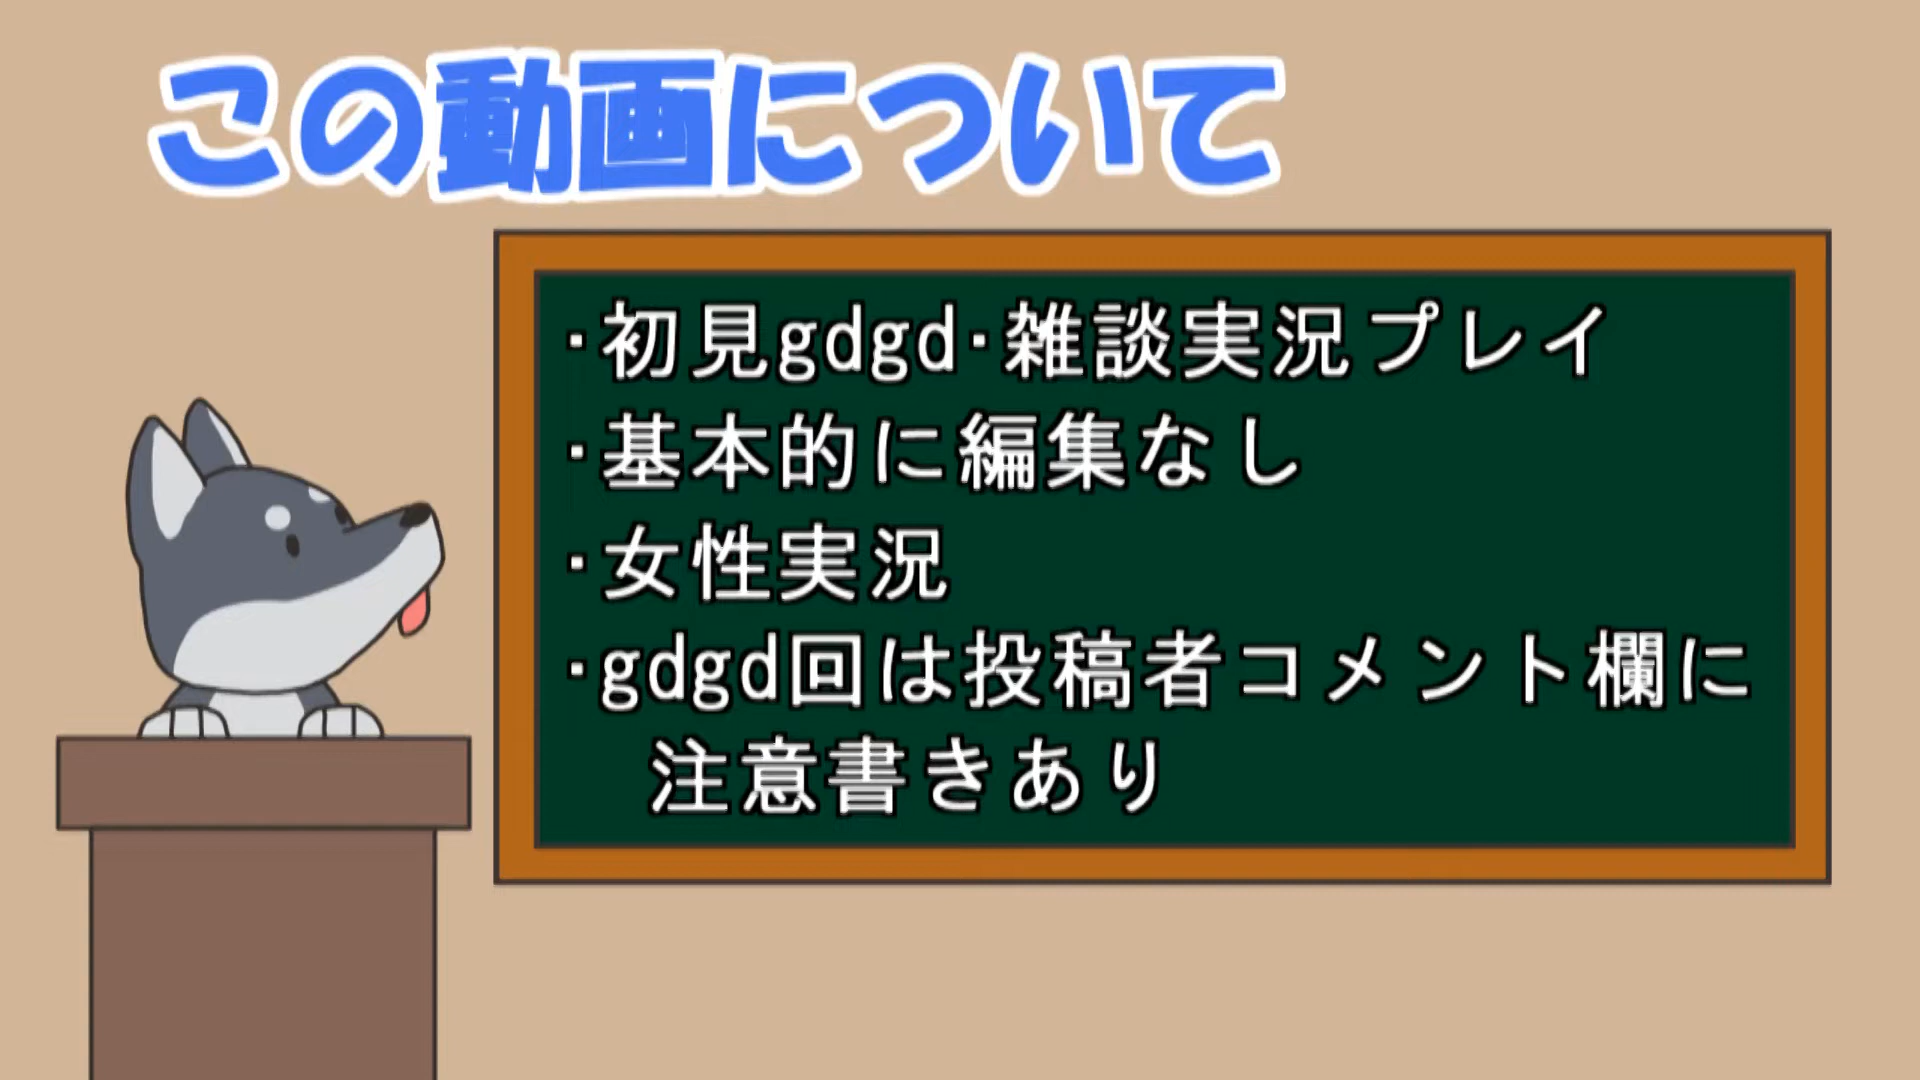 この動画について
・初見gdgd・雑談実況プレイ
・基本的に編集なし
・女性実況
・gdgd回は投稿者コメント欄に
注意書きあり